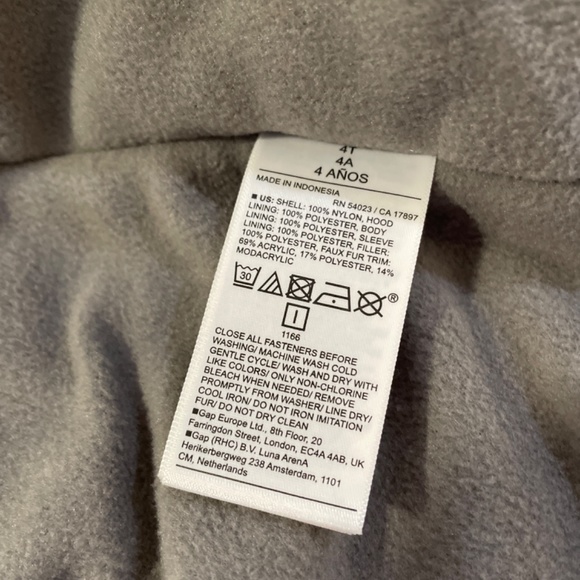 4T
4A
4 AÑOS
MADE IN INDONESIA RN 54023 / CA 17897
■ US: SHELL: 100% NYLON, HOOD
LINING: 100% POLYESTER, BODY
LINING: 100% POLYESTER, SLEEVE
LINING: 100% POLYESTER, FILLER:
100% POLYESTER, FAUX FUR TRIM:
69% ACRYLIC, 17% POLYESTER, 14%
MODACRYLIC
30 ®
I
1166
CLOSE ALL FASTENERS BEFORE
WASHING/ MACHINE WASH COLD
GENTLE CYCLE/ WASH AND DRY WITH
LIKE COLORS/ ONLY NON-CHLORINE
BLEACH WHEN NEEDED/ REMOVE
PROMPTLY FROM WASHER/ LINE DRY/
COOL IRON/ DO NOT IRON IMITATION
FUR/ DO NOT DRY CLEAN
■Gap Europe Ltd., 8th Floor, 20
Farringdon Street, London, EC4A 4AB, UK
■Gap (RHC) B.V. Luna ArenA
Herikerbergweg 238 Amsterdam, 1101
CM, Netherlands